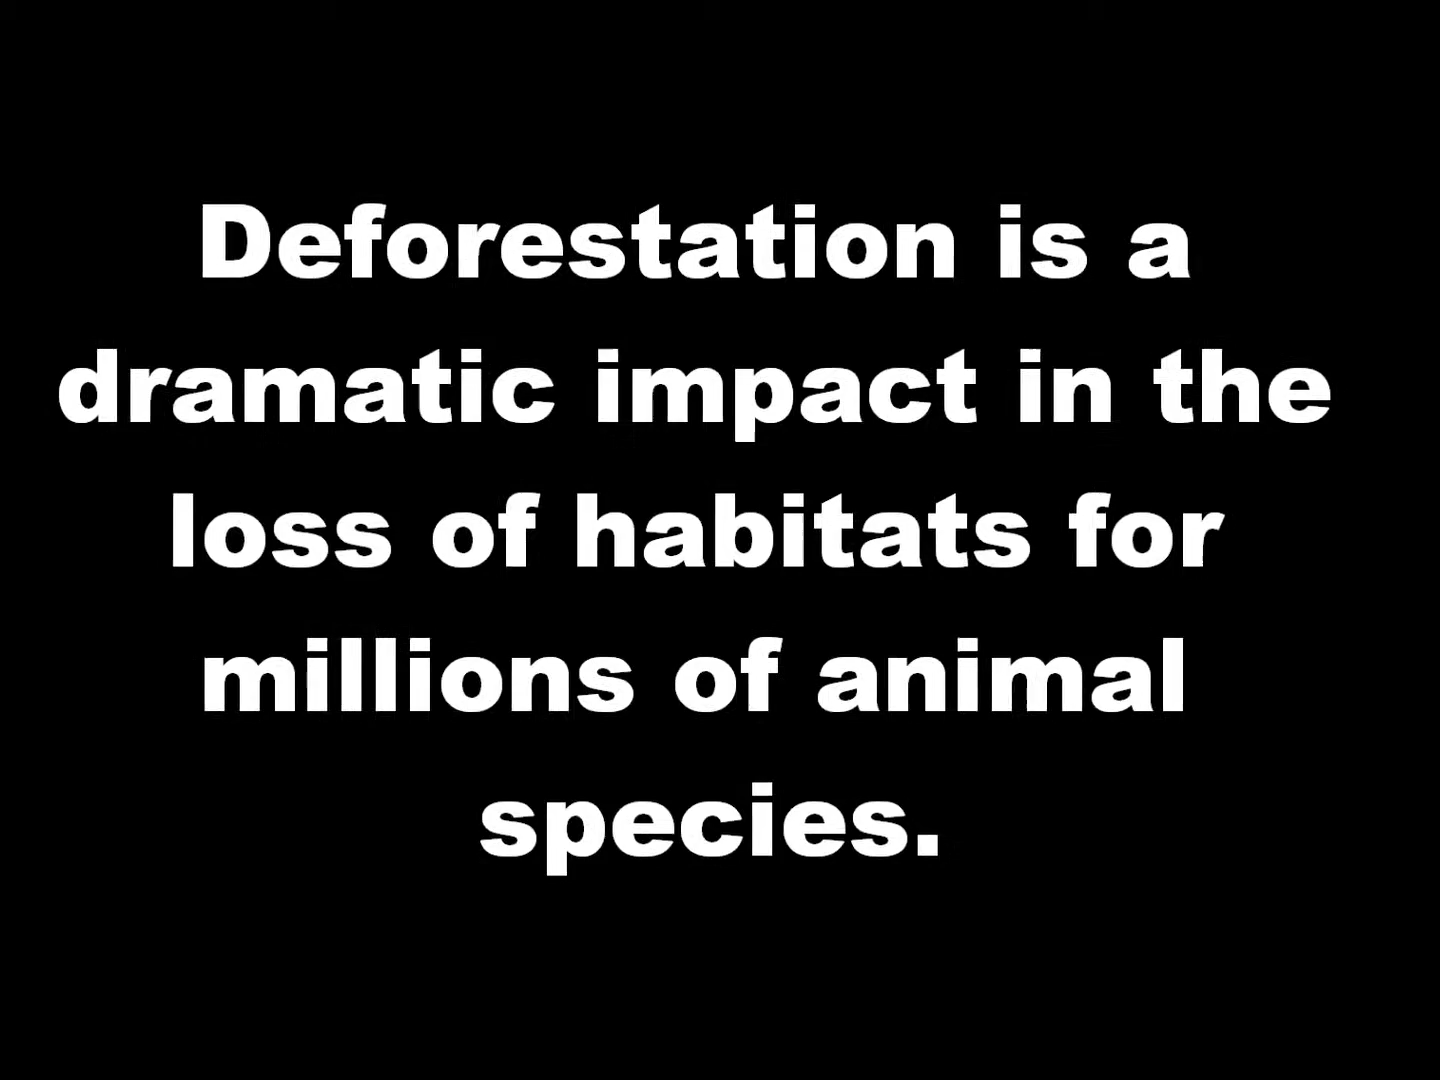 Deforestation is a
dramatic impact in the
loss of habitats for
millions of animal
species.